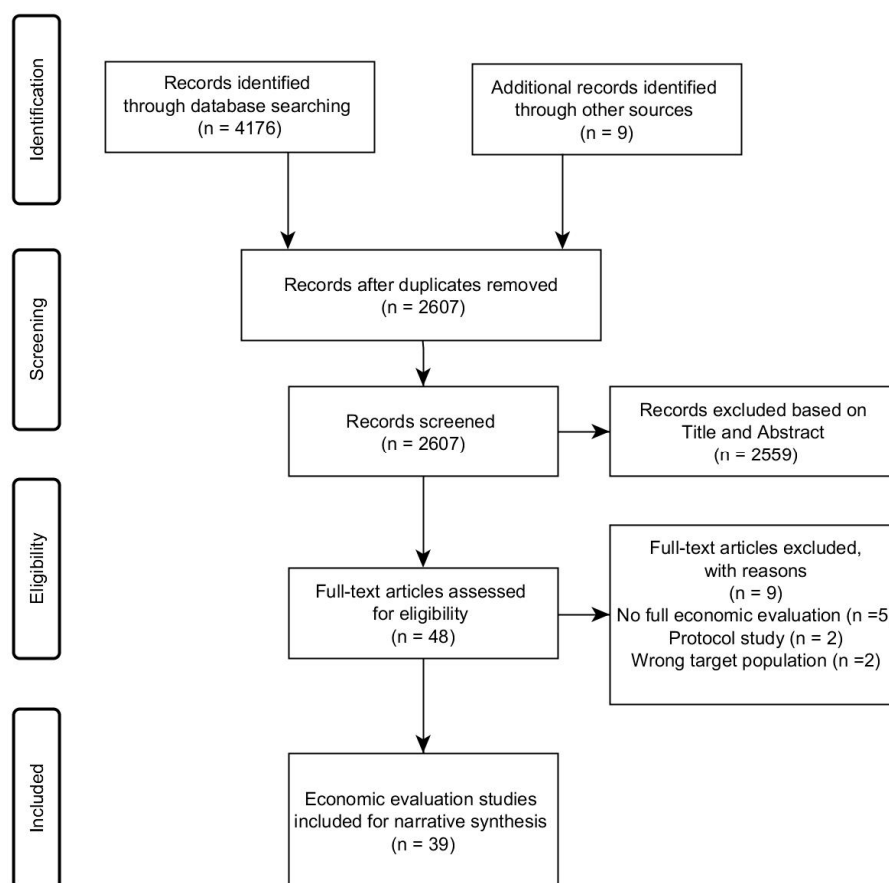 Identification
Records identified
through database searching
(n = 4176)
Additional records identified
through other sources
(n = 9)
Screening
Records after duplicates removed
(n = 2607)
Records screened
(n = 2607)
Records excluded based on
Title and Abstract
(n = 2559)
Eligibility
Full-text articles assessed
for eligibility
(n = 48)
Full-text articles excluded,
with reasons
(n = 9)
No full economic evaluation (n =5
Protocol study (n = 2)
Wrong target population (n =2)
Included
Economic evaluation studies
included for narrative synthesis
(n = 39)